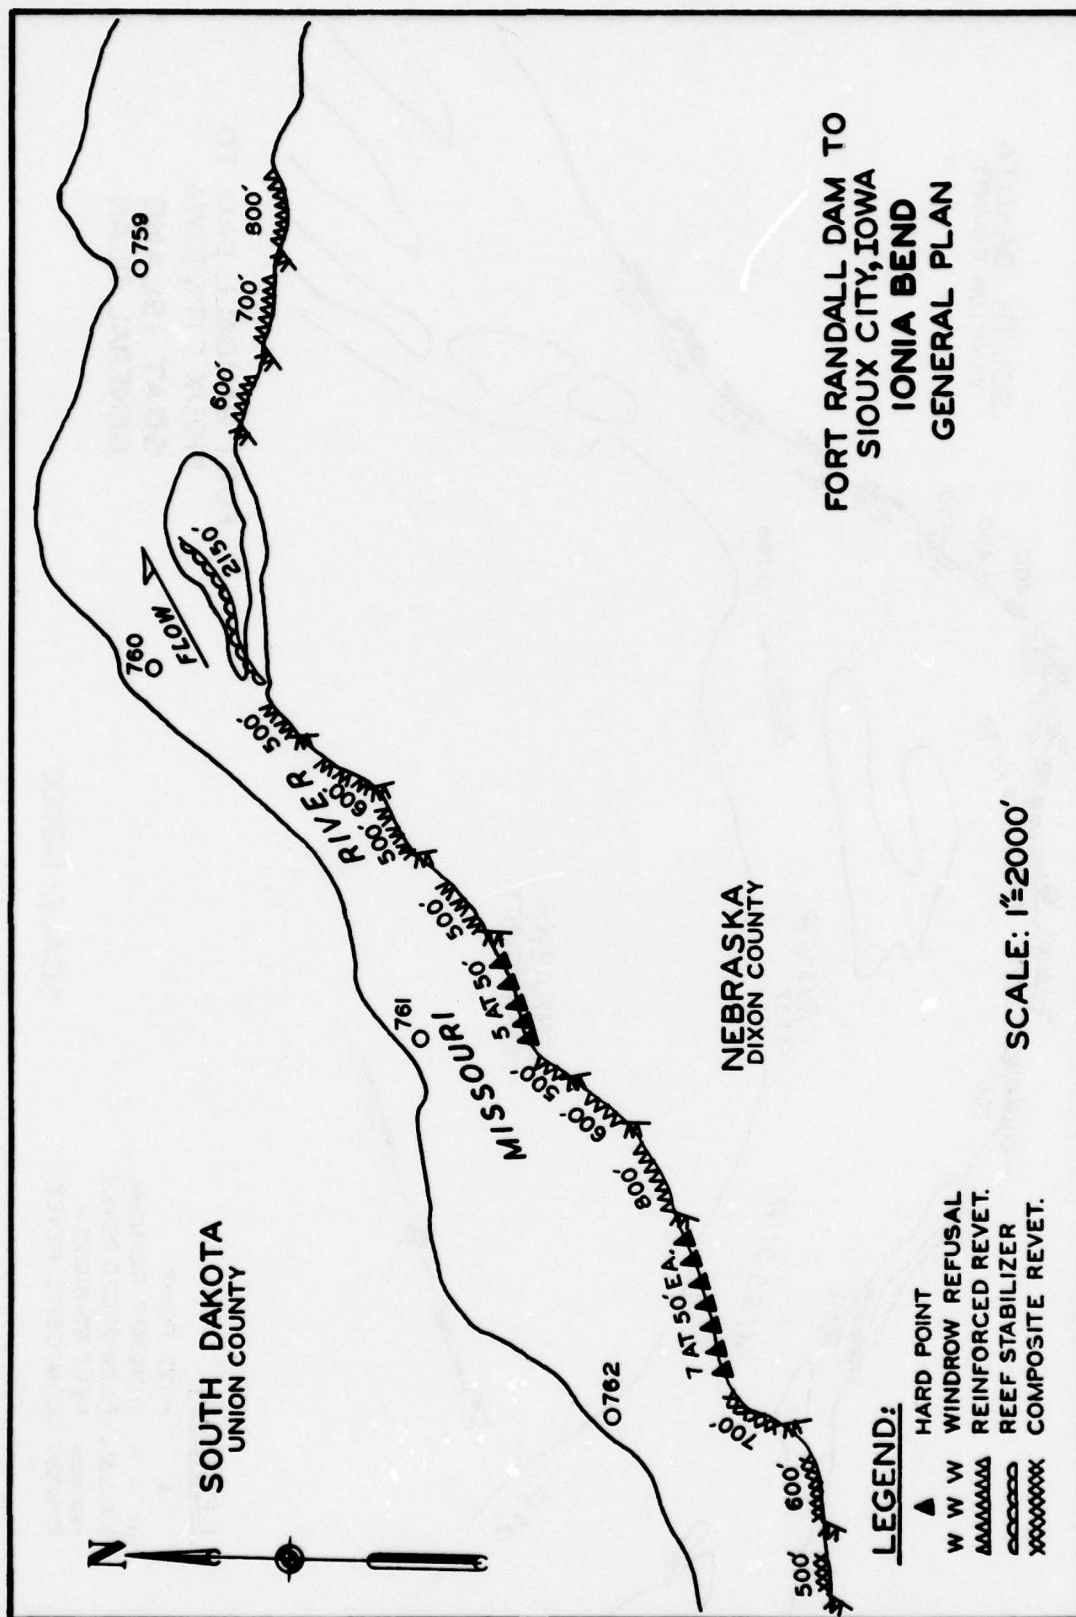 N
SOUTH DAKOTA
UNION COUNTY
O762
O761
760
O
O759
FLOW
MISSOURI RIVER
500'
600'
700'
7 AT 50' EA.
800'
600'
500'
5 AT 50'
500'
500'
600'
500'
2150'
600'
700'
800'
NEBRASKA
DIXON COUNTY
LEGEND:
HARD POINT
W W W WINDROW REFUSAL
REINFORCED REVET.
REEF STABILIZER
COMPOSITE REVET.
SCALE: 1"=2000'
FORT RANDALL DAM TO
SIOUX CITY, IOWA
IONIA BEND
GENERAL PLAN